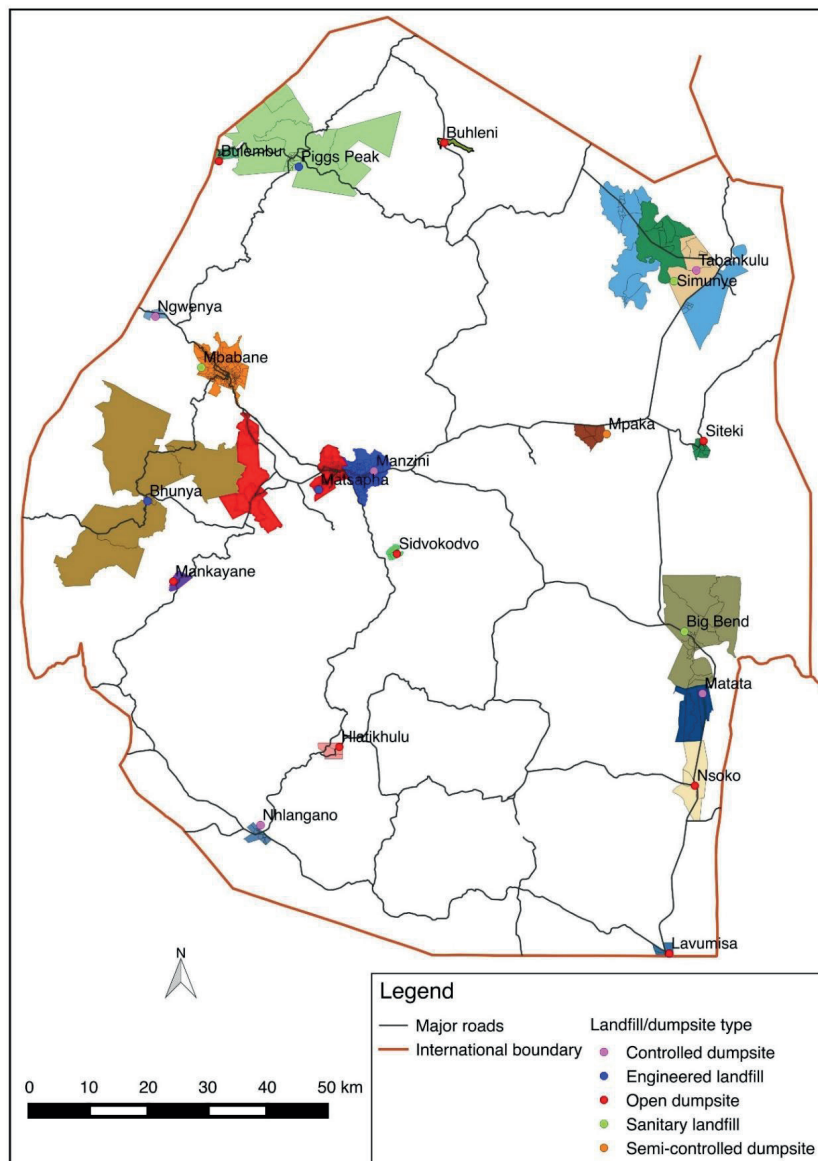 Buhleni
Bulembu
Piggs Peak
Tabankulu
Simunye
Ngwenya
Mbabane
Mpaka
Siteki
Manzini
Matsapha
Bhunya
Sidvokodvo
Mankayane
Big Bend
Matata
Hlatikhulu
Nsoko
Nhlangano
Lavumisa
N
0 10 20 30 40 50 km
Legend
Major roads
International boundary
Landfill/dumpsite type
Controlled dumpsite
Engineered landfill
Open dumpsite
Sanitary landfill
Semi-controlled dumpsite